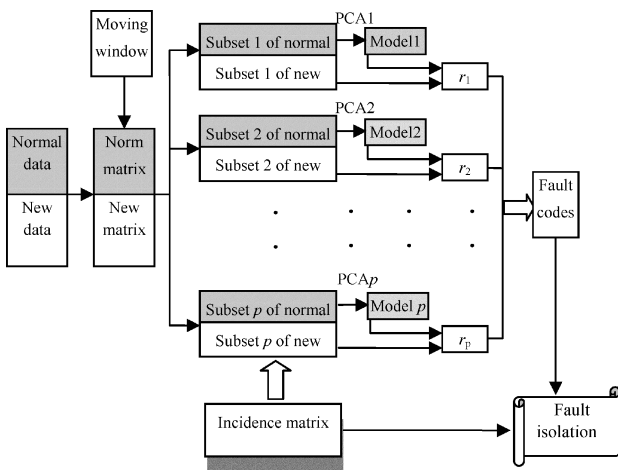 Moving
window
Normal
data
New
data
Norm
matrix
New
matrix
PCA1
Subset 1 of normal
Subset 1 of new
Model1
r1
PCA2
Subset 2 of normal
Subset 2 of new
Model2
r2
PCAp
Subset p of normal
Subset p of new
Model p
rp
Fault
codes
Incidence matrix
Fault
isolation